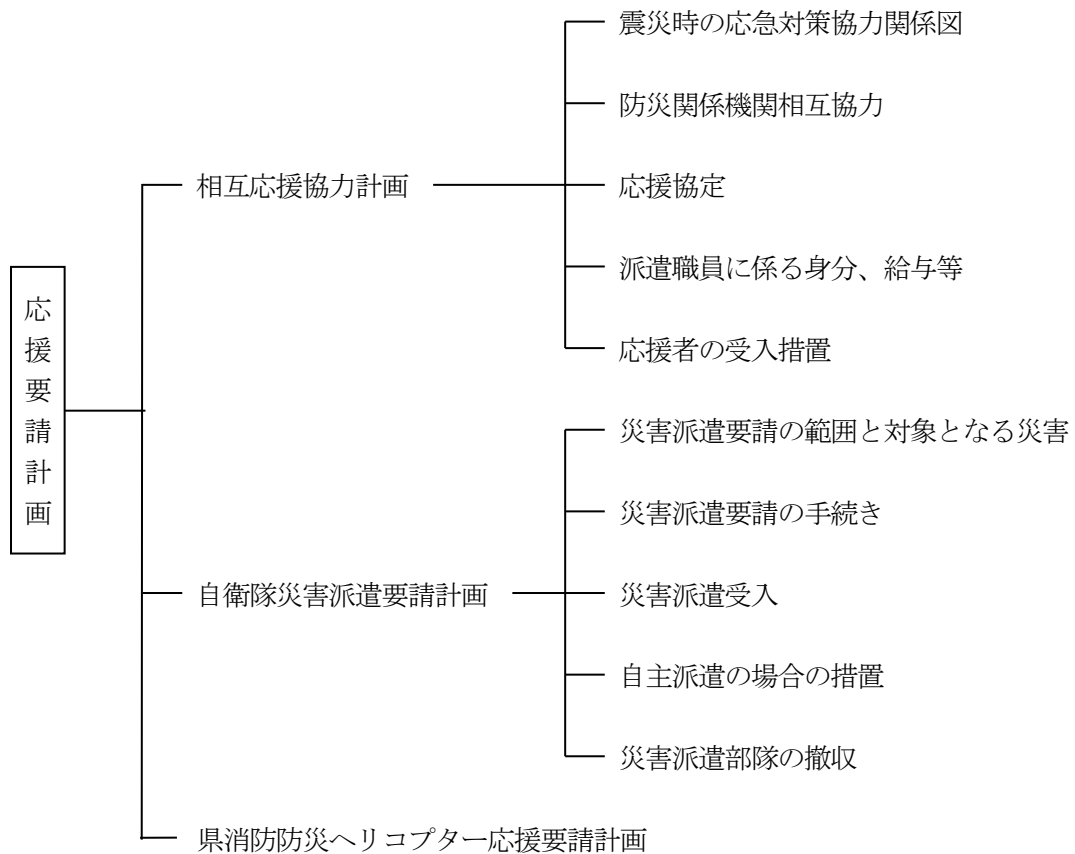 応援要請計画
相互応援協力計画
震災時の応急対策協力関係図
防災関係機関相互協力
応援協定
派遣職員に係る身分、給与等
応援者の受入措置
自衛隊災害派遣要請計画
災害派遣要請の範囲と対象となる災害
災害派遣要請の手続き
災害派遣受入
自主派遣の場合の措置
災害派遣部隊の撤収
県消防防災ヘリコプター応援要請計画